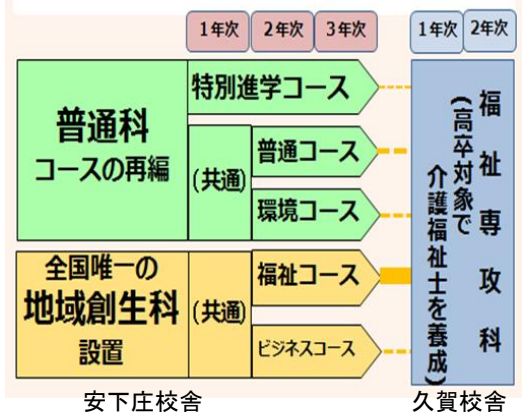 1年次
2年次
3年次
1年次
2年次
普通科
コースの再編
特別進学コース
(共通)
普通コース
環境コース
全国唯一の
地域創生科
設置
(共通)
福祉コース
ビジネスコース
福祉専攻科
(高卒対象で
介護福祉士を養成)
安下庄校舎
久賀校舎